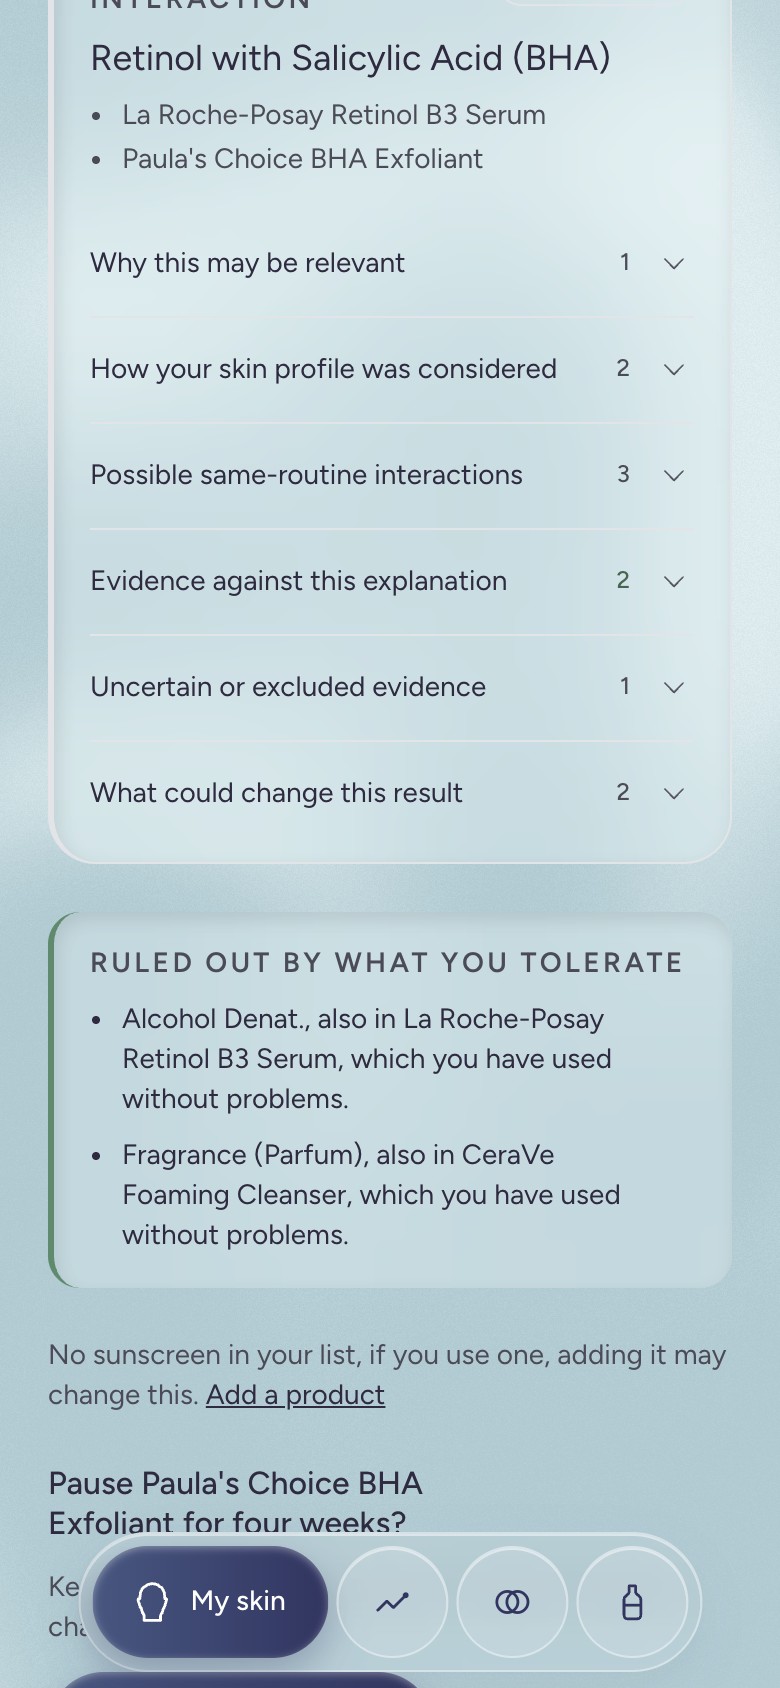 INTERACTION
Retinol with Salicylic Acid (BHA)
• La Roche-Posay Retinol B3 Serum
• Paula's Choice BHA Exfoliant
Why this may be relevant 1
How your skin profile was considered 2
Possible same-routine interactions 3
Evidence against this explanation 2
Uncertain or excluded evidence 1
What could change this result 2
RULED OUT BY WHAT YOU TOLERATE
• Alcohol Denat., also in La Roche-Posay
Retinol B3 Serum, which you have used
without problems.
• Fragrance (Parfum), also in CeraVe
Foaming Cleanser, which you have used
without problems.
No sunscreen in your list, if you use one, adding it may
change this. Add a product
Pause Paula's Choice BHA
Exfoliant for four weeks?
My skin